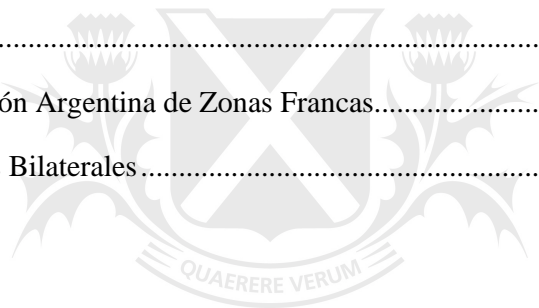 ................................................................................
ón Argentina de Zonas Francas........................
Bilaterales..........................................................
QUAERERE VERUM